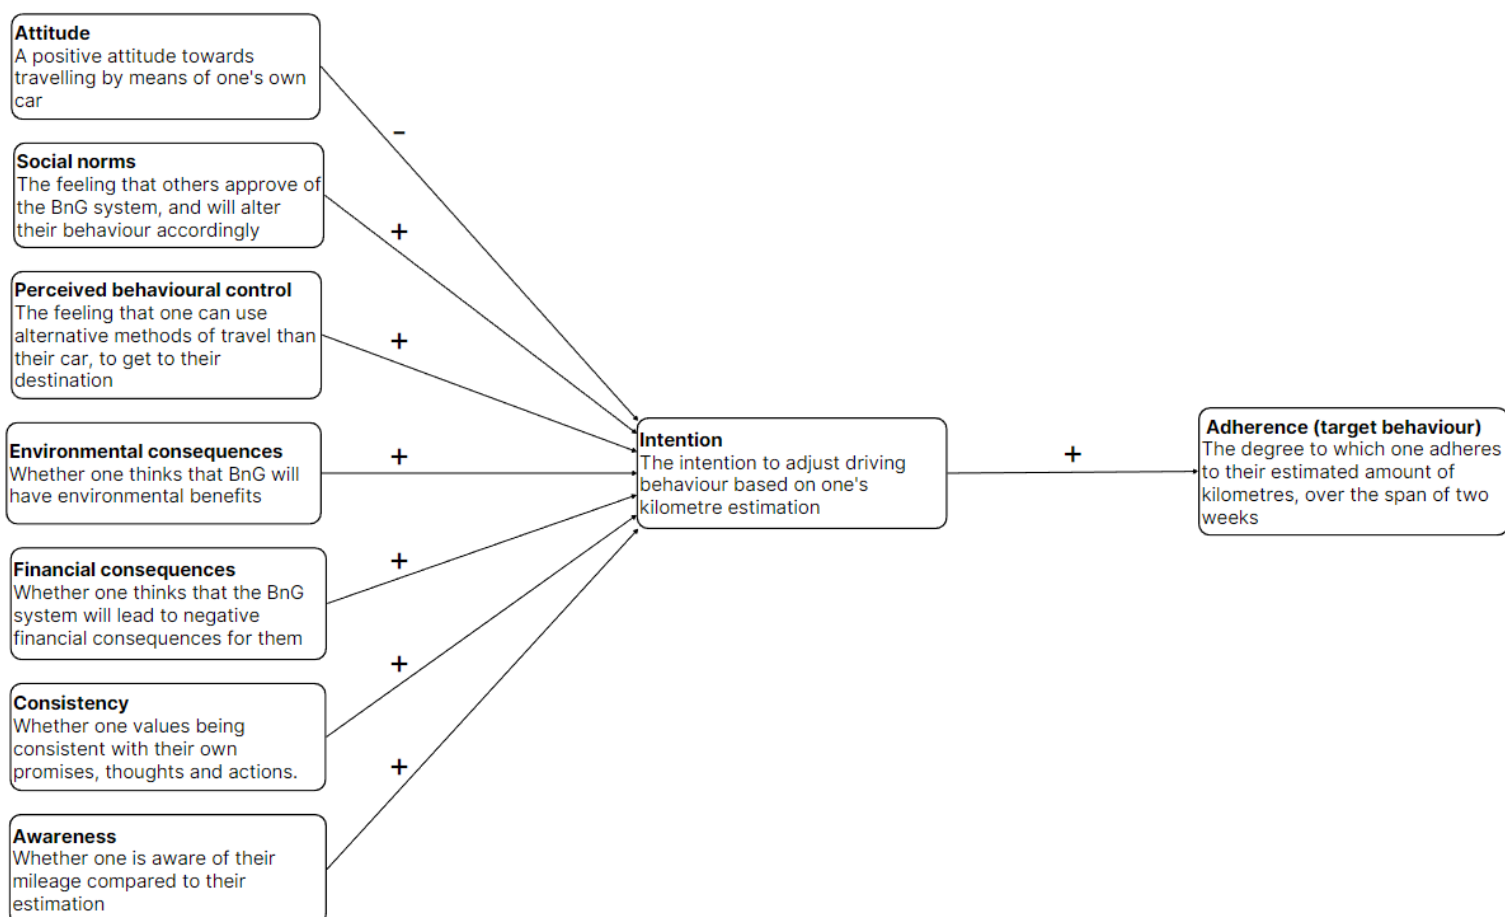 Attitude
A positive attitude towards
travelling by means of one's own
car
-
Social norms
The feeling that others approve of
the BnG system, and will alter
their behaviour accordingly
+
Perceived behavioural control
The feeling that one can use
alternative methods of travel than
their car, to get to their
destination
+
Environmental consequences
Whether one thinks that BnG will
have environmental benefits
+
Financial consequences
Whether one thinks that the BnG
system will lead to negative
financial consequences for them
+
Consistency
Whether one values being
consistent with their own
promises, thoughts and actions.
+
Awareness
Whether one is aware of their
mileage compared to their
estimation
+
Intention
The intention to adjust driving
behaviour based on one's
kilometre estimation
+
Adherence (target behaviour)
The degree to which one adheres
to their estimated amount of
kilometres, over the span of two
weeks